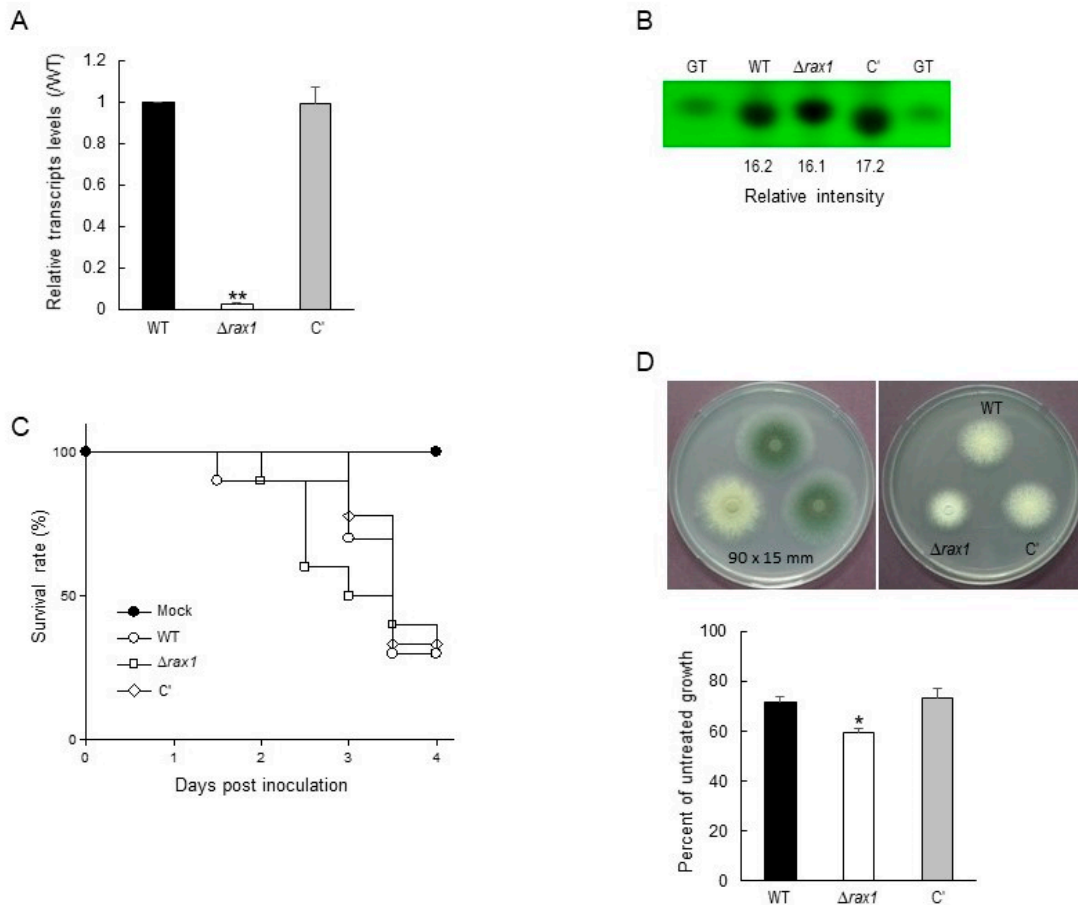 A
Relative transcripts levels (/WT)
1.2
1
0.8
0.6
0.4
0.2
0
**
WT Δrax1 C'
B
GT WT Δrax1 C' GT
16.2 16.1 17.2
Relative intensity
C
Survival rate (%)
100
50
0
Mock
WT
Δrax1
C'
0 1 2 3 4
Days post inoculation
D
90 x 15 mm
WT
Δrax1 C'
Percent of untreated growth
100
80
60
40
20
0
*
WT Δrax1 C'